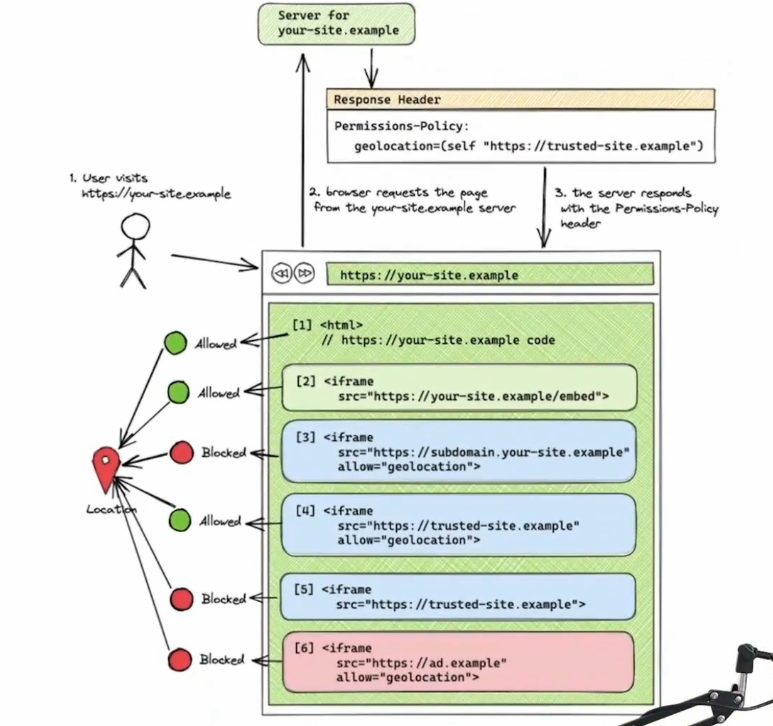 Server for
your-site.example
Response Header
Permissions-Policy:
geolocation=(self "https://trusted-site.example")
1. User visits
https://your-site.example
2. browser requests the page
from the your-site.example server
3. the server responds
with the Permissions-Policy
header
https://your-site.example
[1] <html>
// https://your-site.example code
Allowed
[2] <iframe
src="https://your-site.example/embed">
Allowed
[3] <iframe
src="https://subdomain.your-site.example"
allow="geolocation">
Blocked
[4] <iframe
src="https://trusted-site.example"
allow="geolocation">
Allowed
Location
[5] <iframe
src="https://trusted-site.example">
Blocked
[6] <iframe
src="https://ad.example"
allow="geolocation">
Blocked